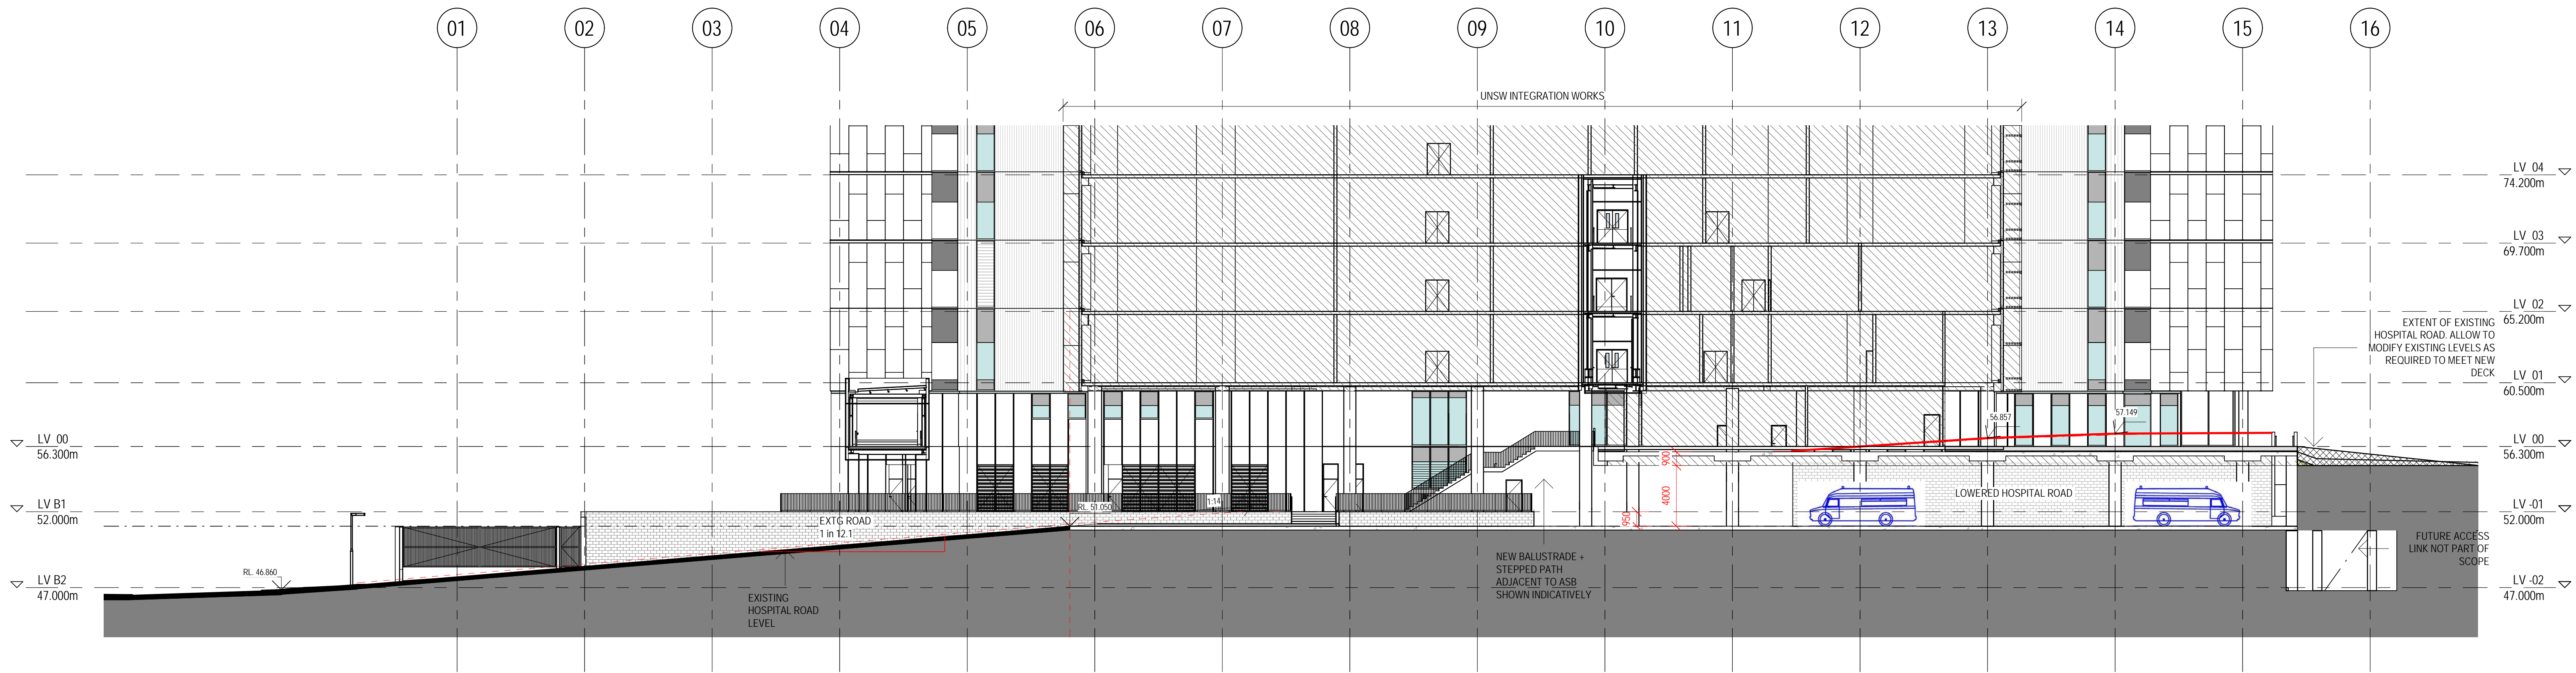 01
02
03
04
05
06
07
08
09
10
11
12
13
14
15
16
UNSW INTEGRATION WORKS
LV 04
74.200m
LV 03
69.700m
LV 02
65.200m
EXTENT OF EXISTING
HOSPITAL ROAD. ALLOW TO
MODIFY EXISTING LEVELS AS
REQUIRED TO MEET NEW
DECK
LV 01
60.500m
56.857
57.149
LV 00
56.300m
LV 00
56.300m
900
4000
950
LOWERED HOSPITAL ROAD
LV B1
52.000m
RL. 51.050
1:14
EXTG ROAD
1 in 12.1
LV -01
52.000m
NEW BALUSTRADE +
STEPPED PATH
ADJACENT TO ASB
SHOWN INDICATIVELY
FUTURE ACCESS
LINK NOT PART OF
SCOPE
RL. 46.860
LV B2
47.000m
EXISTING
HOSPITAL ROAD
LEVEL
LV -02
47.000m